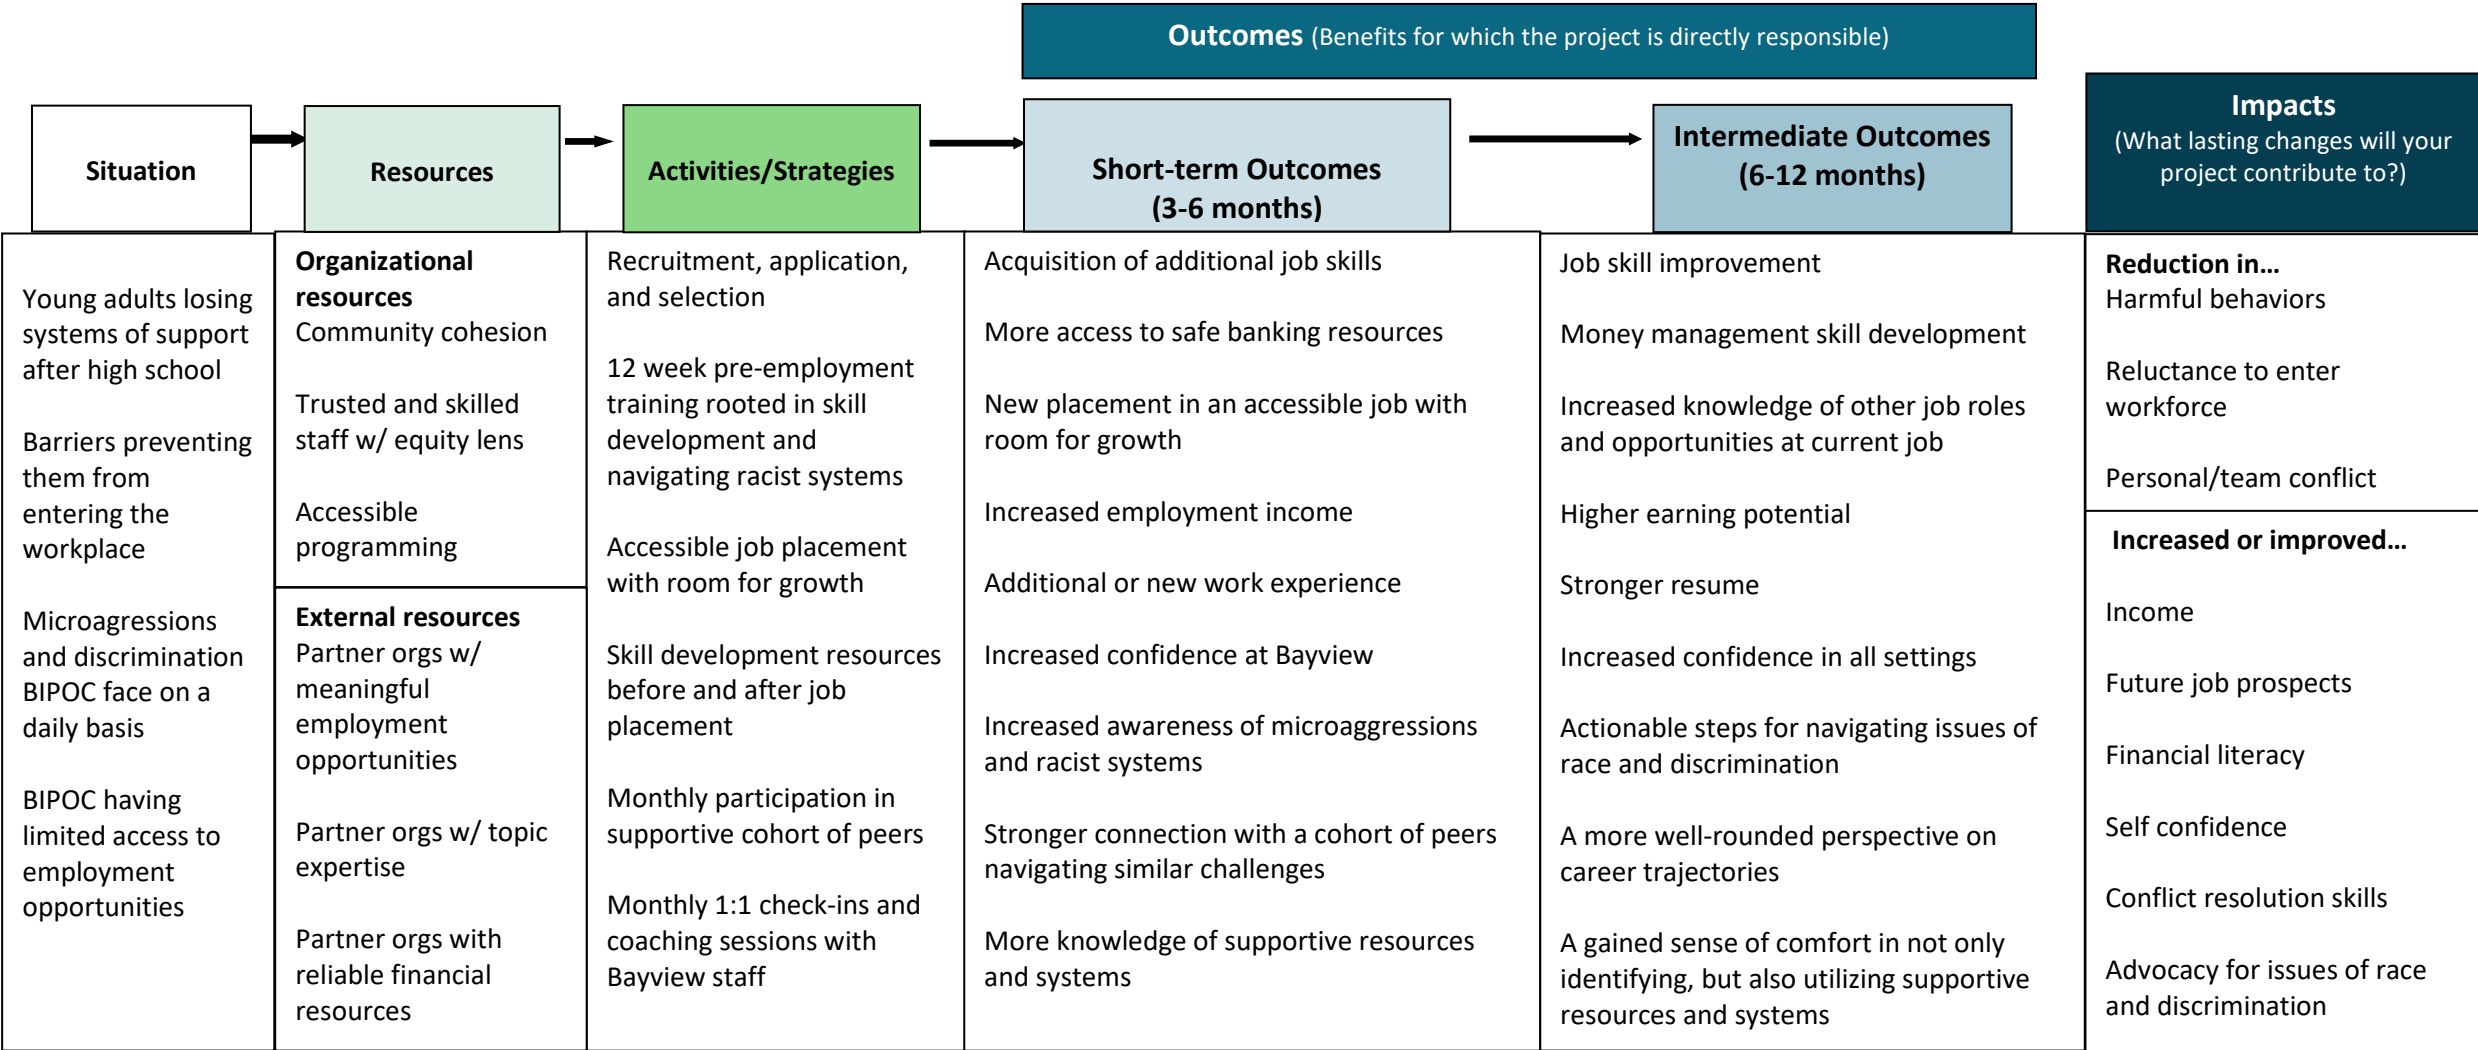 Outcomes (Benefits for which the project is directly responsible)
Situation
Resources
Activities/Strategies
Short-term Outcomes
(3-6 months)
Intermediate Outcomes
(6-12 months)
Impacts
(What lasting changes will your
project contribute to?)
Young adults losing
systems of support
after high school
Barriers preventing
them from
entering the
workplace
Microagressions
and discrimination
BIPOC face on a
daily basis
BIPOC having
limited access to
employment
opportunities
Organizational
resources
Community cohesion
Trusted and skilled
staff w/ equity lens
Accessible
programming
External resources
Partner orgs w/
meaningful
employment
opportunities
Partner orgs w/ topic
expertise
Partner orgs with
reliable financial
resources
Recruitment, application,
and selection
12 week pre-employment
training rooted in skill
development and
navigating racist systems
Accessible job placement
with room for growth
Skill development resources
before and after job
placement
Monthly participation in
supportive cohort of peers
Monthly 1:1 check-ins and
coaching sessions with
Bayview staff
Acquisition of additional job skills
More access to safe banking resources
New placement in an accessible job with
room for growth
Increased employment income
Additional or new work experience
Increased confidence at Bayview
Increased awareness of microaggressions
and racist systems
Stronger connection with a cohort of peers
navigating similar challenges
More knowledge of supportive resources
and systems
Job skill improvement
Money management skill development
Increased knowledge of other job roles
and opportunities at current job
Higher earning potential
Stronger resume
Increased confidence in all settings
Actionable steps for navigating issues of
race and discrimination
A more well-rounded perspective on
career trajectories
A gained sense of comfort in not only
identifying, but also utilizing supportive
resources and systems
Reduction in…
Harmful behaviors
Reluctance to enter
workforce
Personal/team conflict
Increased or improved…
Income
Future job prospects
Financial literacy
Self confidence
Conflict resolution skills
Advocacy for issues of race
and discrimination